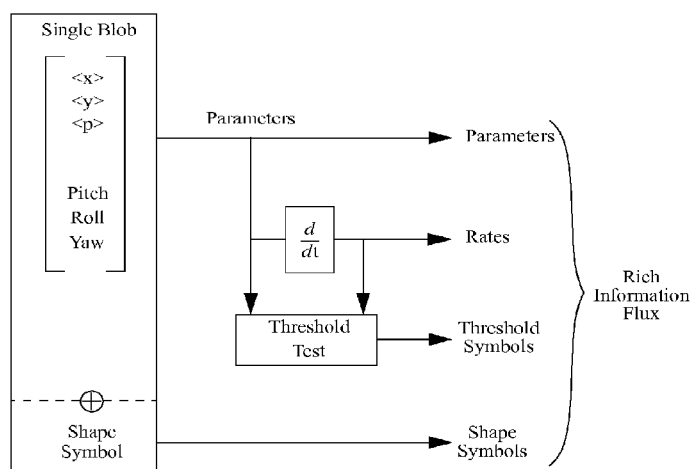 Single Blob
<x>
<y>
<p>
Pitch
Roll
Yaw
Shape
Symbol
Parameters
d
dt
Threshold
Test
Parameters
Rates
Threshold
Symbols
Shape
Symbols
Rich
Information
Flux